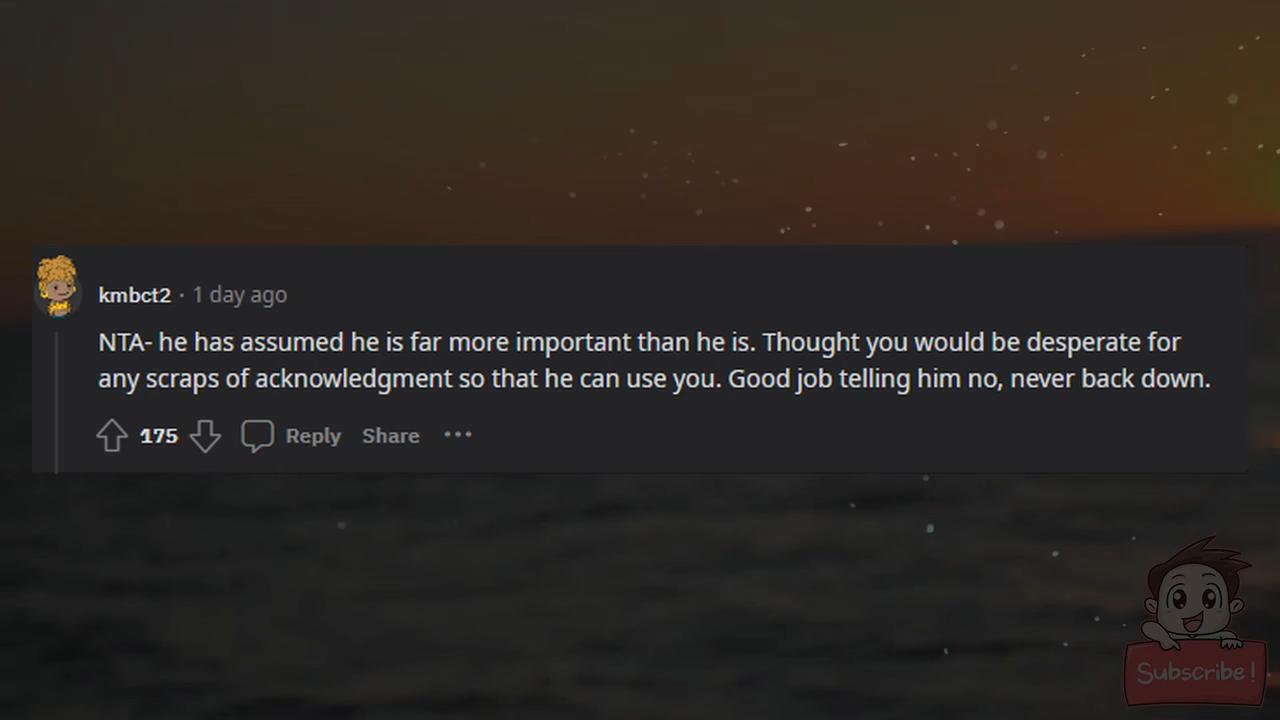 kmbct2 · 1 day ago
NTA- he has assumed he is far more important than he is. Thought you would be desperate for
any scraps of acknowledgment so that he can use you. Good job telling him no, never back down.
175 Reply Share •••
Subscribe!